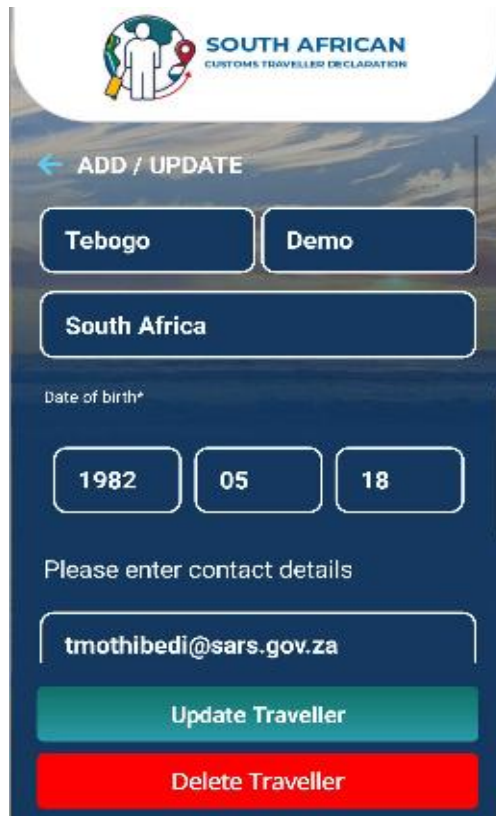 SOUTH AFRICAN
CUSTOMS TRAVELLER DECLARATION
ADD / UPDATE
Tebogo Demo
South Africa
Date of birth*
1982 05 18
Please enter contact details
tmothibedi@sars.gov.za
Update Traveller
Delete Traveller